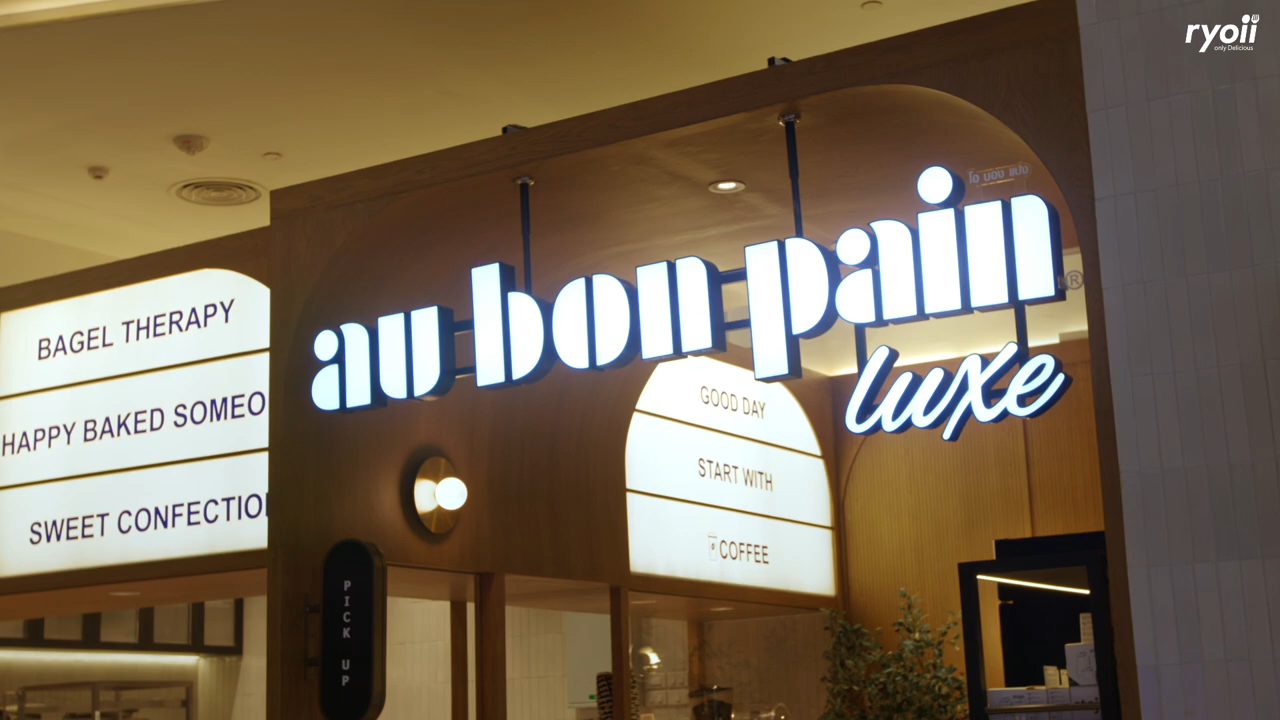 ryoii
only Delicious
โอ บอง แปง
au bon pain
®
luxe
BAGEL THERAPY
HAPPY BAKED SOMEO
SWEET CONFECTIO
GOOD DAY
START WITH
COFFEE
PICK UP